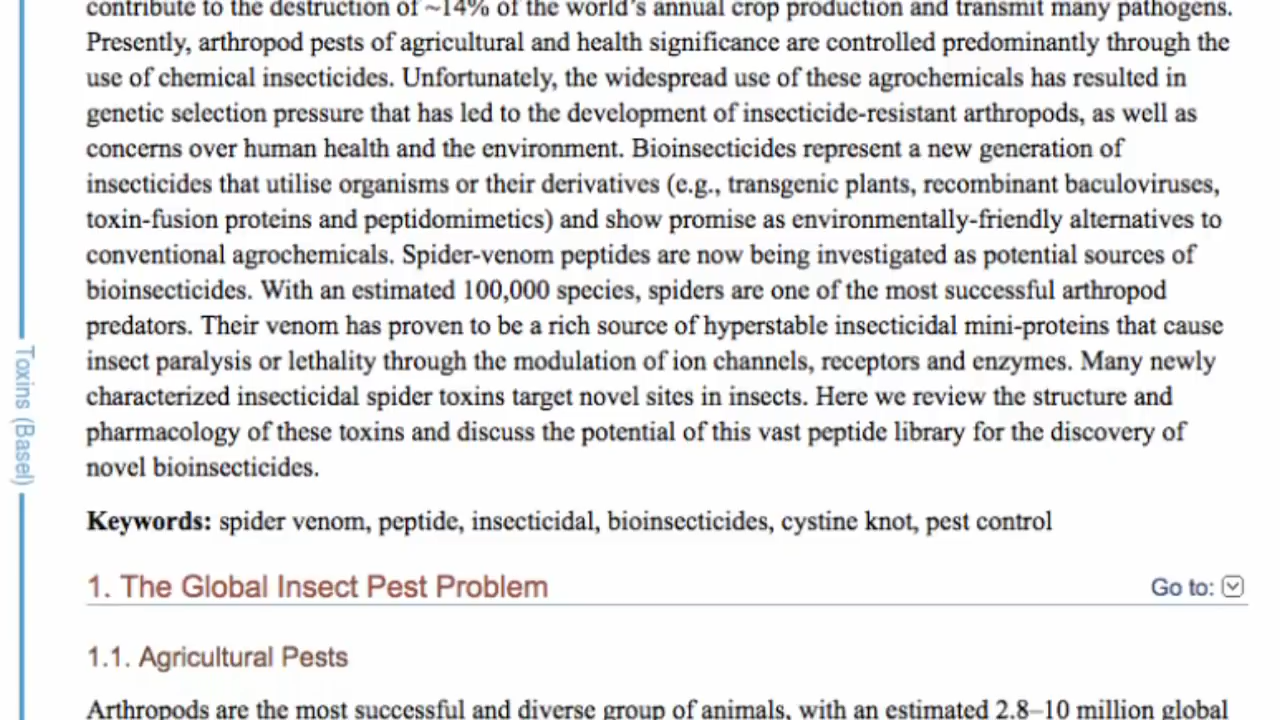 contribute to the destruction of ~14% of the world's annual crop production and transmit many pathogens.
Presently, arthropod pests of agricultural and health significance are controlled predominantly through the
use of chemical insecticides. Unfortunately, the widespread use of these agrochemicals has resulted in
genetic selection pressure that has led to the development of insecticide-resistant arthropods, as well as
concerns over human health and the environment. Bioinsecticides represent a new generation of
insecticides that utilise organisms or their derivatives (e.g., transgenic plants, recombinant baculoviruses,
toxin-fusion proteins and peptidomimetics) and show promise as environmentally-friendly alternatives to
conventional agrochemicals. Spider-venom peptides are now being investigated as potential sources of
bioinsecticides. With an estimated 100,000 species, spiders are one of the most successful arthropod
predators. Their venom has proven to be a rich source of hyperstable insecticidal mini-proteins that cause
insect paralysis or lethality through the modulation of ion channels, receptors and enzymes. Many newly
characterized insecticidal spider toxins target novel sites in insects. Here we review the structure and
pharmacology of these toxins and discuss the potential of this vast peptide library for the discovery of
novel bioinsecticides.
Keywords: spider venom, peptide, insecticidal, bioinsecticides, cystine knot, pest control
1. The Global Insect Pest Problem
Go to:
1.1. Agricultural Pests
Arthropods are the most successful and diverse group of animals, with an estimated 2.8–10 million global
Toxins (Basel)